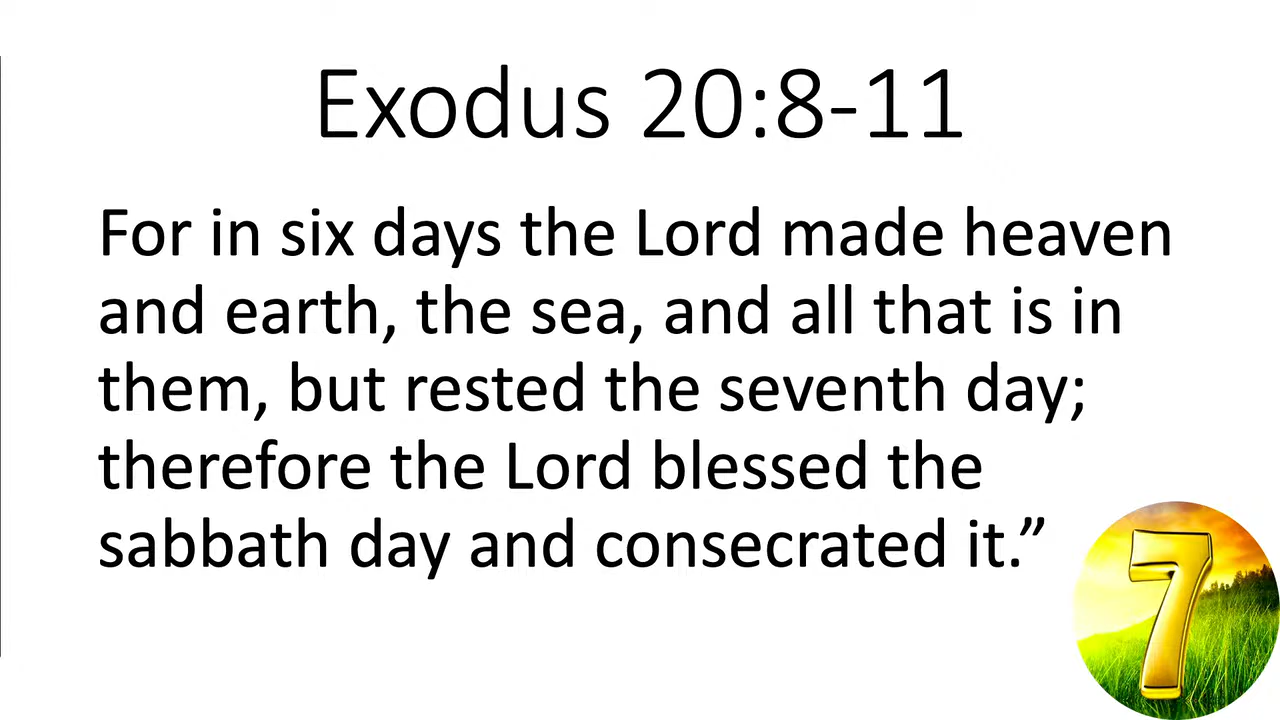 Exodus 20:8-11
For in six days the Lord made heaven
and earth, the sea, and all that is in
them, but rested the seventh day;
therefore the Lord blessed the
sabbath day and consecrated it.”
7